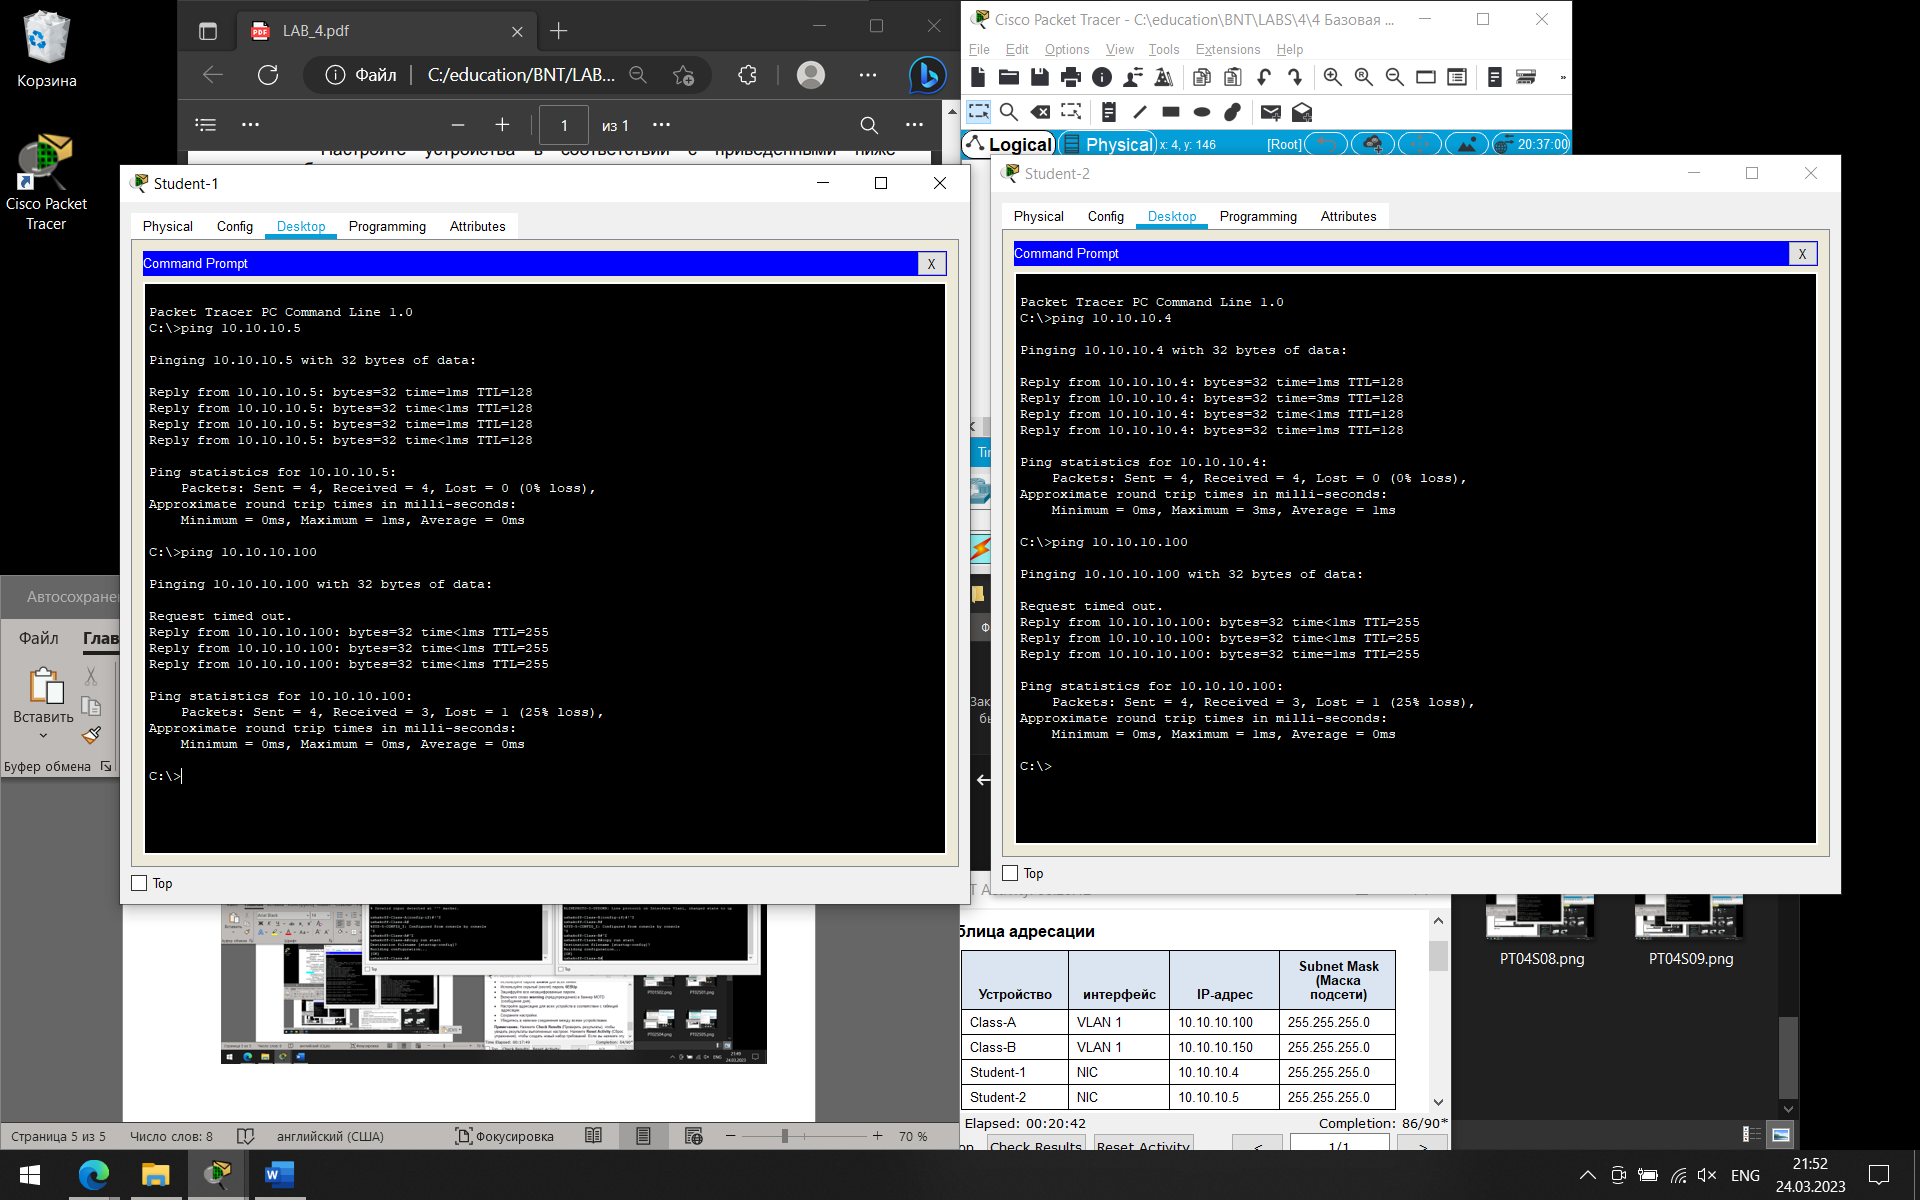 Корзина
Cisco Packet
Tracer
LAB_4.pdf
Файл
C:/education/BNT/LAB...
1
из 1
Настройте устройства в соответствии с приведенными ниже
Cisco Packet Tracer - C:\education\BNT\LABS\4\4 Базовая ...
File Edit Options View Tools Extensions Help
Logical
Physical
x: 4, y: 146
[Root]
20:37:00
Student-1
Physical Config Desktop Programming Attributes
Command Prompt
X
Packet Tracer PC Command Line 1.0
C:\>ping 10.10.10.5
Pinging 10.10.10.5 with 32 bytes of data:
Reply from 10.10.10.5: bytes=32 time=1ms TTL=128
Reply from 10.10.10.5: bytes=32 time<1ms TTL=128
Reply from 10.10.10.5: bytes=32 time=1ms TTL=128
Reply from 10.10.10.5: bytes=32 time<1ms TTL=128
Ping statistics for 10.10.10.5:
Packets: Sent = 4, Received = 4, Lost = 0 (0% loss),
Approximate round trip times in milli-seconds:
Minimum = 0ms, Maximum = 1ms, Average = 0ms
C:\>ping 10.10.10.100
Pinging 10.10.10.100 with 32 bytes of data:
Request timed out.
Reply from 10.10.10.100: bytes=32 time<1ms TTL=255
Reply from 10.10.10.100: bytes=32 time<1ms TTL=255
Reply from 10.10.10.100: bytes=32 time<1ms TTL=255
Ping statistics for 10.10.10.100:
Packets: Sent = 4, Received = 3, Lost = 1 (25% loss),
Approximate round trip times in milli-seconds:
Minimum = 0ms, Maximum = 0ms, Average = 0ms
C:\>
Top
Student-2
Physical Config Desktop Programming Attributes
Command Prompt
X
Packet Tracer PC Command Line 1.0
C:\>ping 10.10.10.4
Pinging 10.10.10.4 with 32 bytes of data:
Reply from 10.10.10.4: bytes=32 time=1ms TTL=128
Reply from 10.10.10.4: bytes=32 time=3ms TTL=128
Reply from 10.10.10.4: bytes=32 time<1ms TTL=128
Reply from 10.10.10.4: bytes=32 time=1ms TTL=128
Ping statistics for 10.10.10.4:
Packets: Sent = 4, Received = 4, Lost = 0 (0% loss),
Approximate round trip times in milli-seconds:
Minimum = 0ms, Maximum = 3ms, Average = 1ms
C:\>ping 10.10.10.100
Pinging 10.10.10.100 with 32 bytes of data:
Request timed out.
Reply from 10.10.10.100: bytes=32 time<1ms TTL=255
Reply from 10.10.10.100: bytes=32 time<1ms TTL=255
Reply from 10.10.10.100: bytes=32 time=1ms TTL=255
Ping statistics for 10.10.10.100:
Packets: Sent = 4, Received = 3, Lost = 1 (25% loss),
Approximate round trip times in milli-seconds:
Minimum = 0ms, Maximum = 1ms, Average = 0ms
C:\>
Top
Автосохране
Файл
Глав
Вставить
Буфер обмена
Зак
бы
блица адресации
Устройство интерфейс IP-адрес Subnet Mask (Маска подсети)
Class-A VLAN 1 10.10.10.100 255.255.255.0
Class-B VLAN 1 10.10.10.150 255.255.255.0
Student-1 NIC 10.10.10.4 255.255.255.0
Student-2 NIC 10.10.10.5 255.255.255.0
Elapsed: 00:20:42
Completion: 86/90*
Check Results
Reset Activity
<
1/1
>
PT04S08.png
PT04S09.png
Страница 5 из 5
Число слов: 8
английский (США)
Фокусировка
70 %
ENG
21:52
24.03.2023